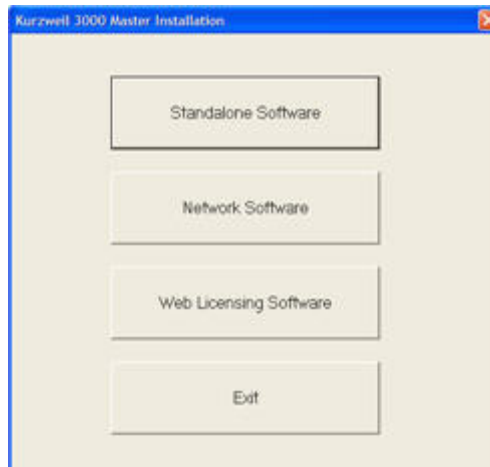 Kurzweil 3000 Master Installation
Standalone Software
Network Software
Web Licensing Software
Exit